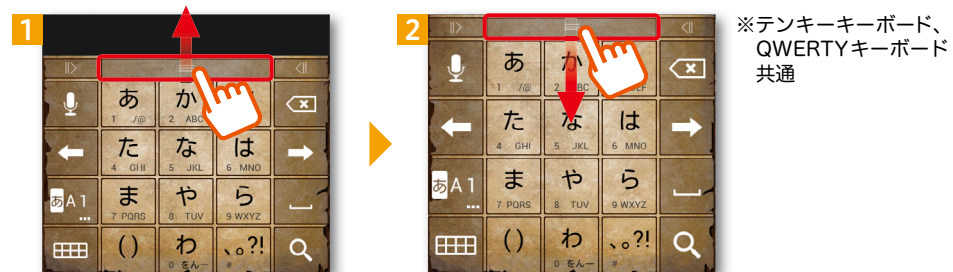 1
あ か
1 ./@ 2 ABC
た な は
4 GHI 5 JKL 6 MNO
あA1 ま や ら
7 PQRS 8 TUV 9 WXYZ
() わ 、。?!
0 をんー #
2
あ か
1 ./@ 2 ABC DEF
た な は
4 GHI 5 JKL 6 MNO
あA1 ま や ら
7 PQRS 8 TUV 9 WXYZ
() わ 、。?!
0 をんー #
※テンキーキーボード、
QWERTYキーボード
共通